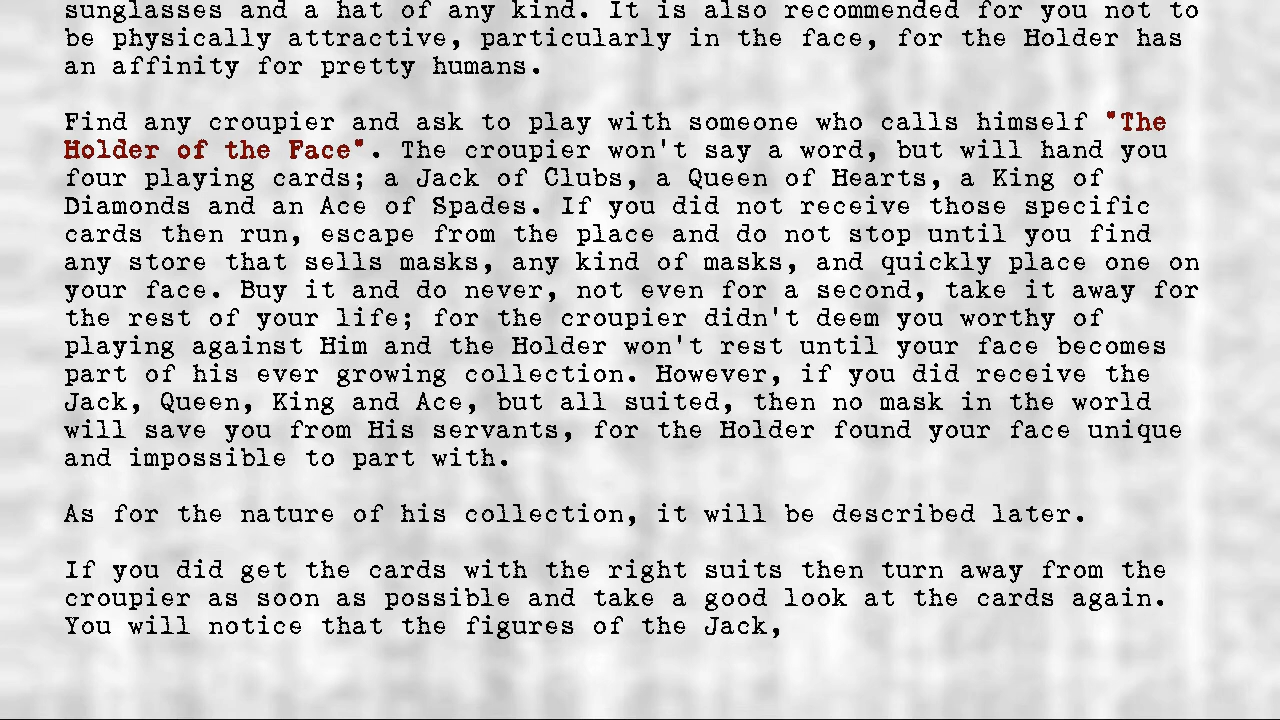 sunglasses and a hat of any kind. It is also recommended for you not to
be physically attractive, particularly in the face, for the Holder has
an affinity for pretty humans.
Find any croupier and ask to play with someone who calls himself "The
Holder of the Face". The croupier won't say a word, but will hand you
four playing cards; a Jack of Clubs, a Queen of Hearts, a King of
Diamonds and an Ace of Spades. If you did not receive those specific
cards then run, escape from the place and do not stop until you find
any store that sells masks, any kind of masks, and quickly place one on
your face. Buy it and do never, not even for a second, take it away for
the rest of your life; for the croupier didn't deem you worthy of
playing against Him and the Holder won't rest until your face becomes
part of his ever growing collection. However, if you did receive the
Jack, Queen, King and Ace, but all suited, then no mask in the world
will save you from His servants, for the Holder found your face unique
and impossible to part with.
As for the nature of his collection, it will be described later.
If you did get the cards with the right suits then turn away from the
croupier as soon as possible and take a good look at the cards again.
You will notice that the figures of the Jack,